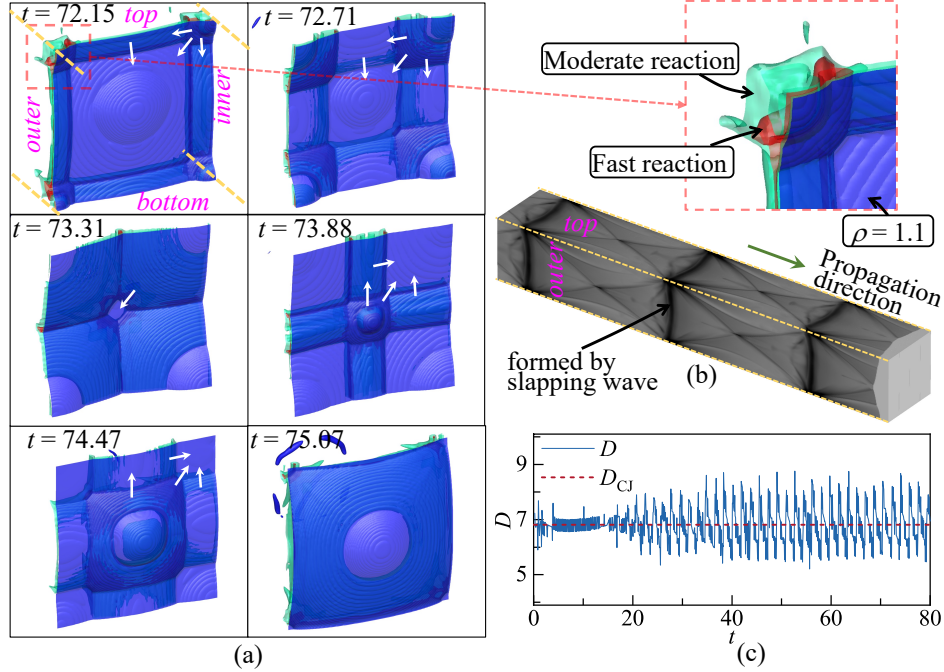 t = 72.15
top
outer
inner
bottom
t = 72.71
t = 73.31
t = 73.88
t = 74.47
t = 75.07
(a)
Moderate reaction
Fast reaction
ρ = 1.1
top
outer
Propagation
direction
formed by
slapping wave
(b)
D
D_CJ
9
7
5
D
0
20
40
60
80
t
(c)